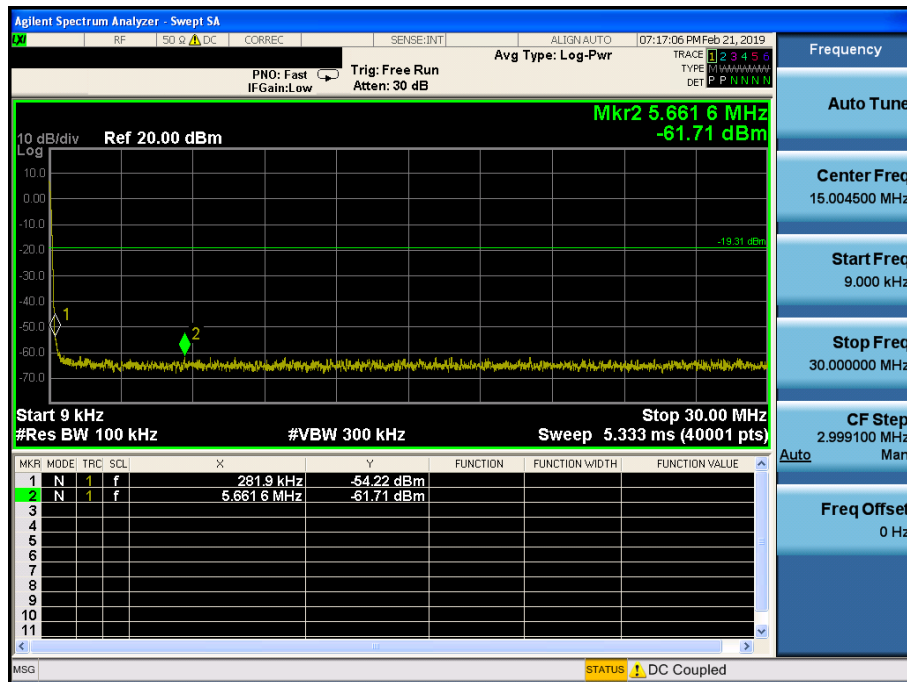 Agilent Spectrum Analyzer - Swept SA
LXI RF 50 Ω DC CORREC SENSE:INT ALIGN AUTO 07:17:06 PM Feb 21, 2019
Frequency
Avg Type: Log-Pwr
TRACE 1 2 3 4 5 6
PNO: Fast Trig: Free Run
TYPE M WWWWW
IFGain:Low Atten: 30 dB
DET P P N N N N
Auto Tune
Mkr2 5.661 6 MHz
10 dB/div Ref 20.00 dBm -61.71 dBm
Log
10.0
0.00
-10.0
-20.0
-19.31 dBm
-30.0
-40.0
-50.0
-60.0
-70.0
1
2
Center Freq
15.004500 MHz
Start Freq
9.000 kHz
Stop Freq
30.000000 MHz
Start 9 kHz Stop 30.00 MHz
#Res BW 100 kHz #VBW 300 kHz Sweep 5.333 ms (40001 pts)
CF Step
2.999100 MHz
Auto Man
MKR MODE TRC SCL X Y FUNCTION FUNCTION WIDTH FUNCTION VALUE
1 N 1 f 281.9 kHz -54.22 dBm
2 N 1 f 5.661 6 MHz -61.71 dBm
3
4
5
6
7
8
9
10
11
Freq Offset
0 Hz
MSG STATUS DC Coupled